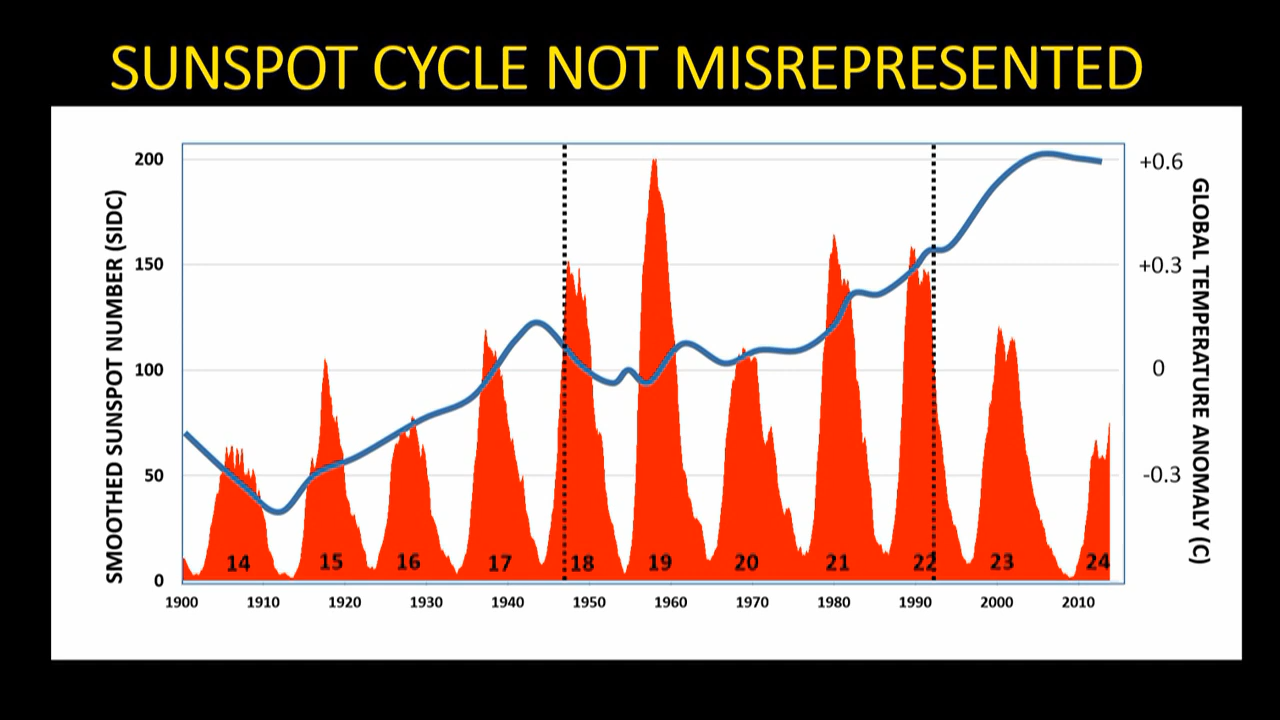 SUNSPOT CYCLE NOT MISREPRESENTED
SMOOTHED SUNSPOT NUMBER (SIDC)
200
150
100
50
0
+0.6
+0.3
0
-0.3
GLOBAL TEMPERATURE ANOMALY (C)
14 15 16 17 18 19 20 21 22 23 24
1900 1910 1920 1930 1940 1950 1960 1970 1980 1990 2000 2010